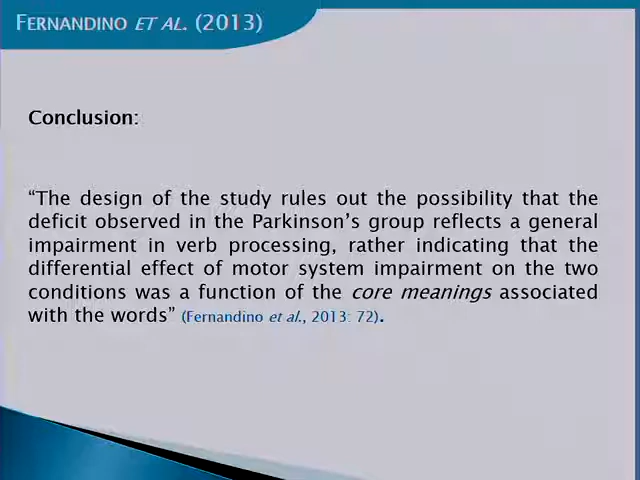 FERNANDINO ET AL. (2013)
Conclusion:
“The design of the study rules out the possibility that the
deficit observed in the Parkinson’s group reflects a general
impairment in verb processing, rather indicating that the
differential effect of motor system impairment on the two
conditions was a function of the core meanings associated
with the words” (Fernandino et al., 2013: 72).